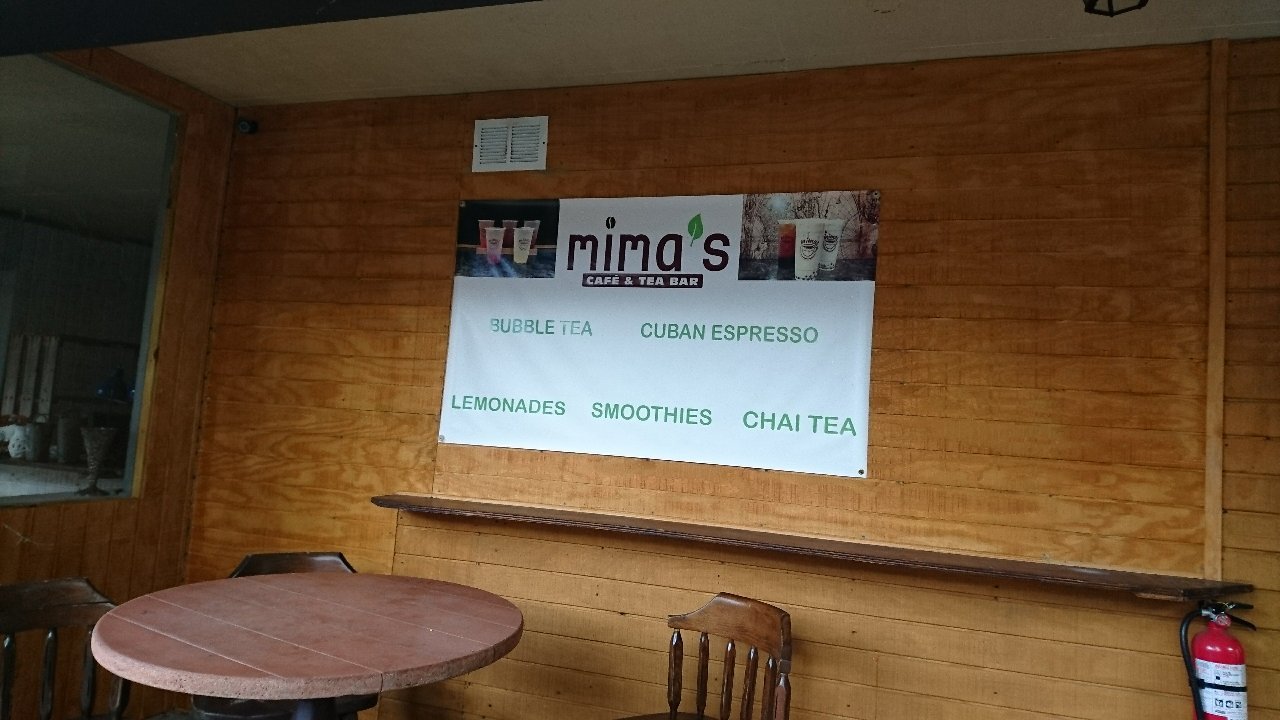 mima's
CAFÉ & TEA BAR
BUBBLE TEA CUBAN ESPRESSO
LEMONADES SMOOTHIES CHAI TEA